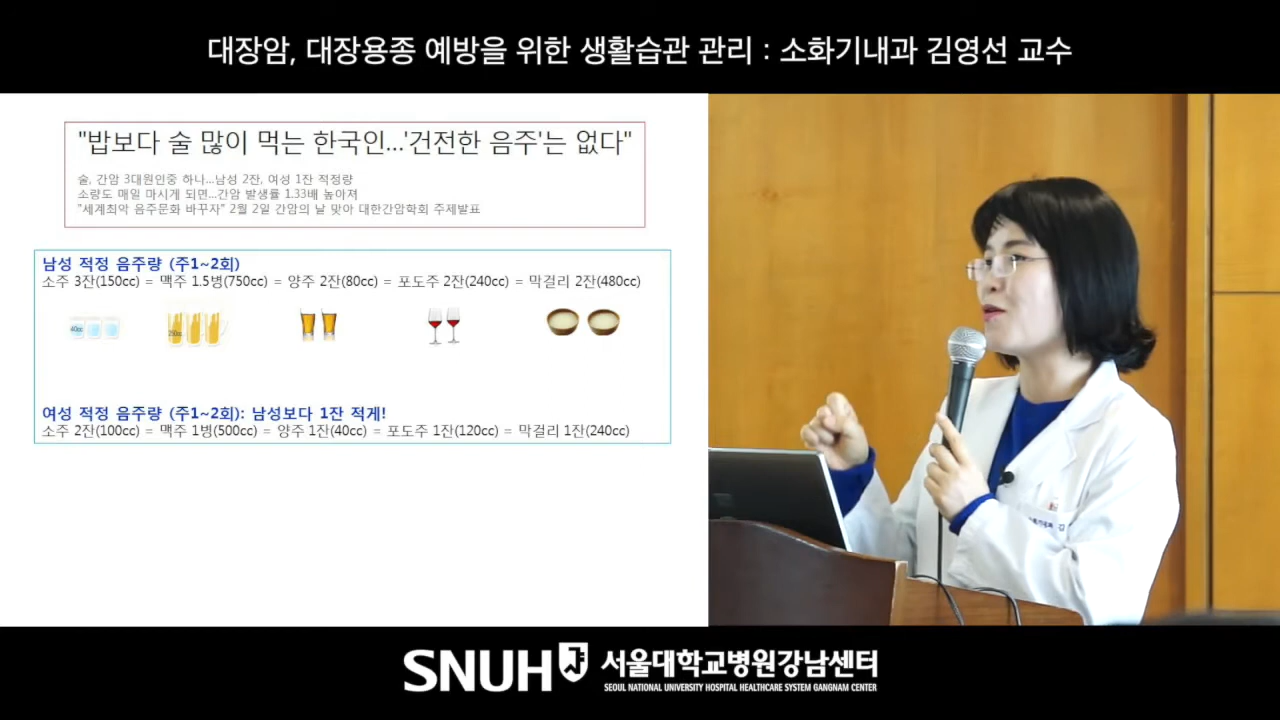 대장암, 대장용종 예방을 위한 생활습관 관리 : 소화기내과 김영선 교수
"밥보다 술 많이 먹는 한국인...'건전한 음주'는 없다"
술, 간암 3대원인중 하나...남성 2잔, 여성 1잔 적정량
소량도 매일 마시게 되면...간암 발생률 1.33배 높아져
"세계최악 음주문화 바꾸자" 2월 2일 간암의 날 맞아 대한간암학회 주제발표
남성 적정 음주량 (주1~2회)
소주 3잔(150cc) = 맥주 1.5병(750cc) = 양주 2잔(80cc) = 포도주 2잔(240cc) = 막걸리 2잔(480cc)
40cc
250cc
여성 적정 음주량 (주1~2회): 남성보다 1잔 적게!
소주 2잔(100cc) = 맥주 1병(500cc) = 양주 1잔(40cc) = 포도주 1잔(120cc) = 막걸리 1잔(240cc)
SNUH 서울대학교병원강남센터
SEOUL NATIONAL UNIVERSITY HOSPITAL HEALTHCARE SYSTEM GANGNAM CENTER